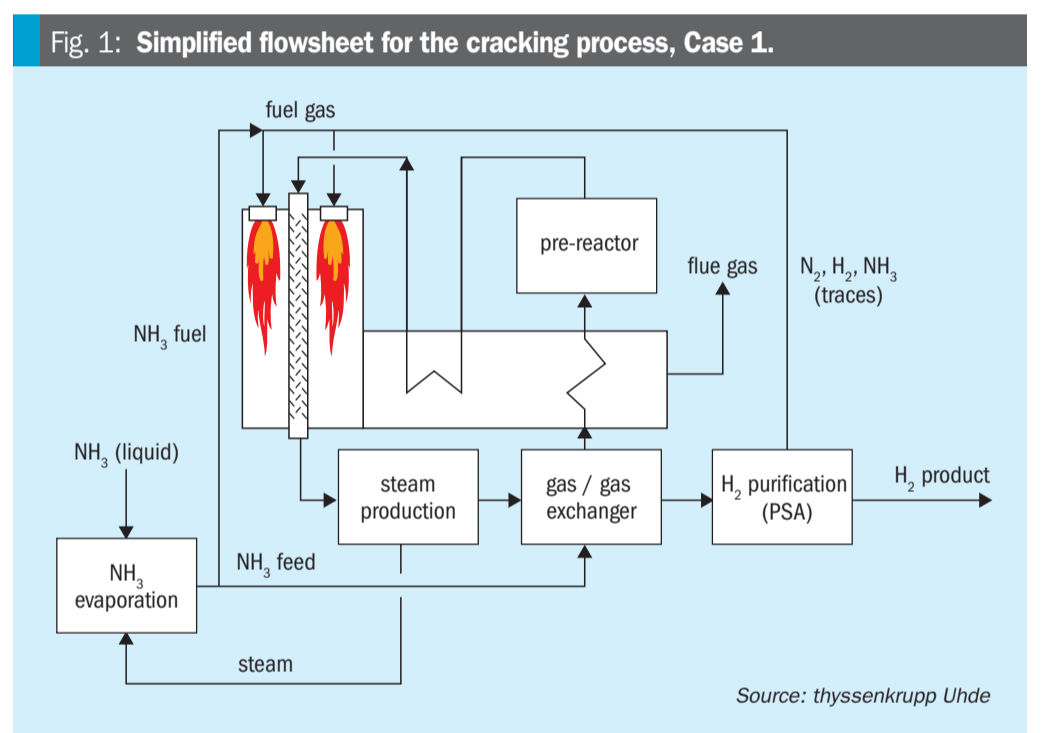 Fig. 1: Simplified flowsheet for the cracking process, Case 1.
fuel gas
pre-reactor
flue gas
N₂, H₂, NH₃
(traces)
NH₃ fuel
NH₃ (liquid)
steam
production
gas / gas
exchanger
H₂ purification
(PSA)
H₂ product
NH₃
evaporation
NH₃ feed
steam
Source: thyssenkrupp Uhde